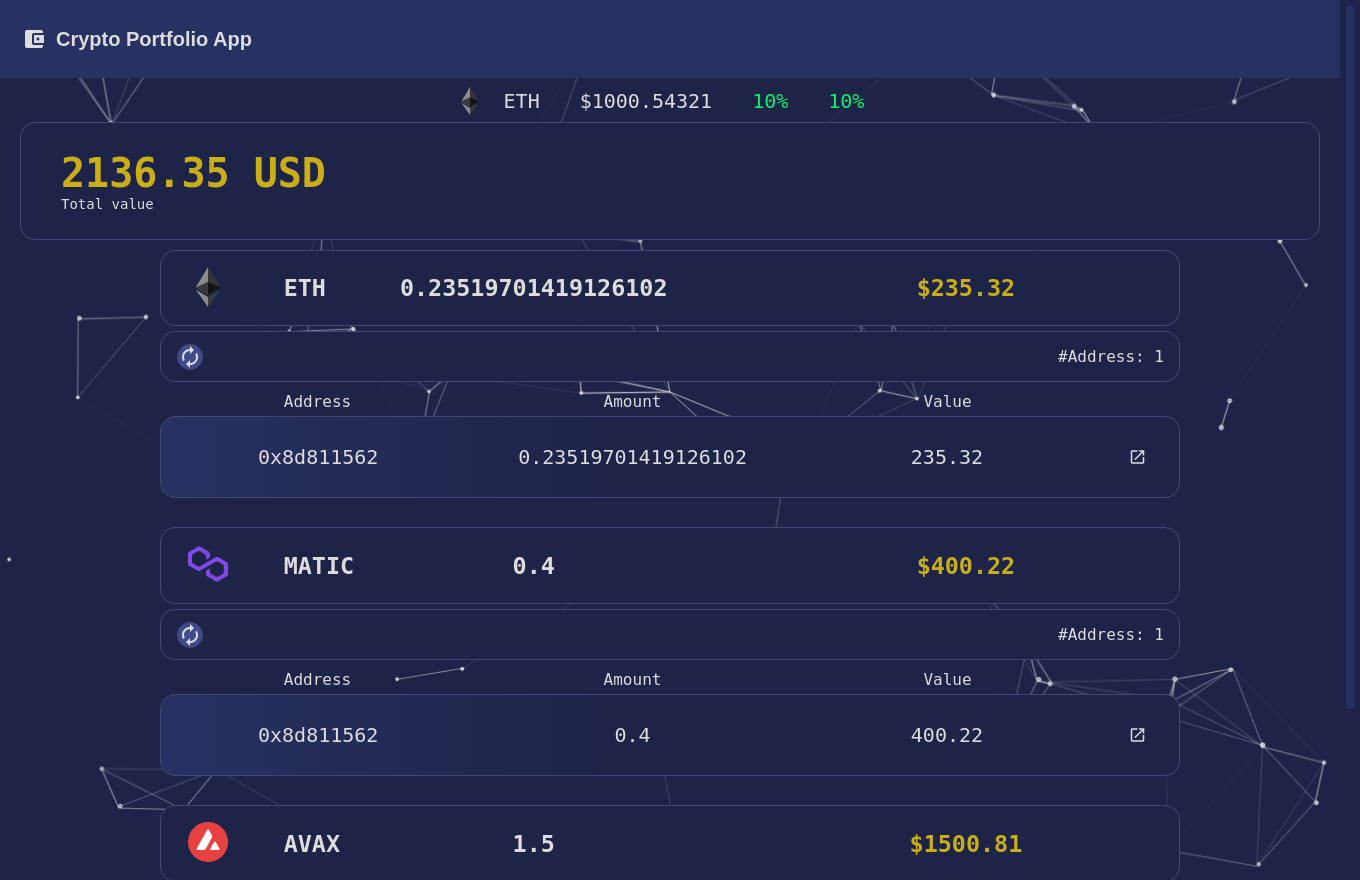 Crypto Portfolio App
ETH $1000.54321 10% 10%
2136.35 USD
Total value
ETH 0.23519701419126102 $235.32
#Address: 1
Address Amount Value
0x8d811562 0.23519701419126102 235.32
MATIC 0.4 $400.22
#Address: 1
Address Amount Value
0x8d811562 0.4 400.22
AVAX 1.5 $1500.81